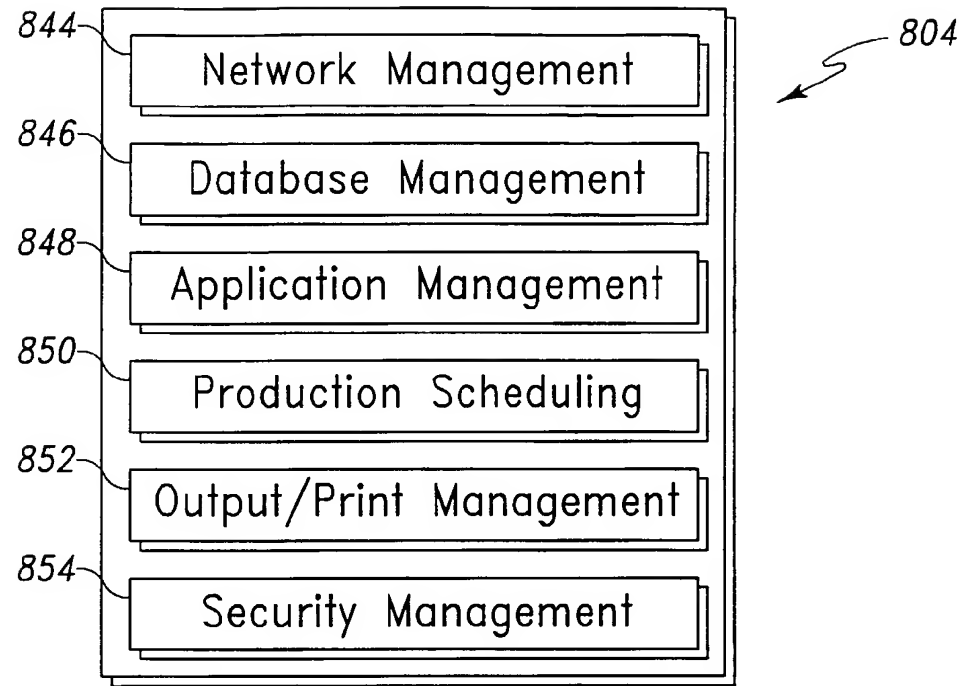 844 Network Management 804
846 Database Management
848 Application Management
850 Production Scheduling
852 Output/Print Management
854 Security Management